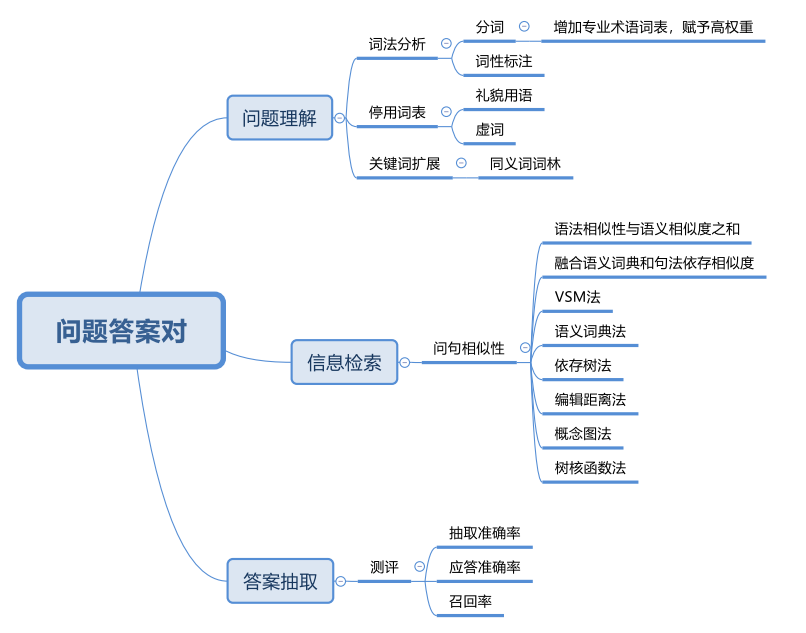 问题答案对
问题理解
词法分析
分词
增加专业术语词表，赋予高权重
词性标注
停用词表
礼貌用语
虚词
关键词扩展
同义词词林
信息检索
问句相似性
语法相似性与语义相似度之和
融合语义词典和句法依存相似度
VSM法
语义词典法
依存树法
编辑距离法
概念图法
树核函数法
答案抽取
测评
抽取准确率
应答准确率
召回率